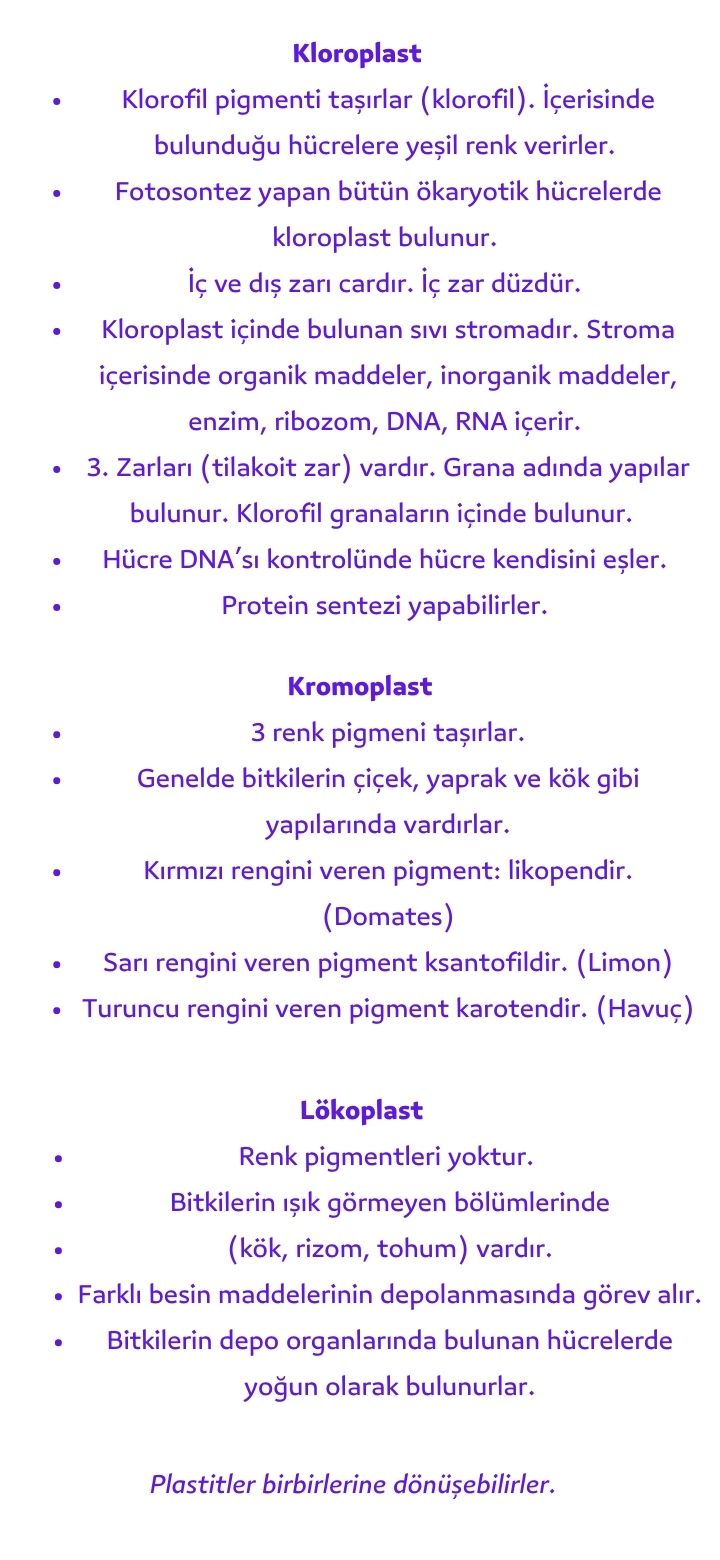 Kloroplast
• Klorofil pigmenti taşırlar (klorofil). İçerisinde
bulunduğu hücrelere yeşil renk verirler.
• Fotosontez yapan bütün ökaryotik hücrelerde
kloroplast bulunur.
• İç ve dış zarı cardır. İç zar düzdür.
• Kloroplast içinde bulunan sıvı stromadır. Stroma
içerisinde organik maddeler, inorganik maddeler,
enzim, ribozom, DNA, RNA içerir.
• 3. Zarları (tilakoit zar) vardır. Grana adında yapılar
bulunur. Klorofil granaların içinde bulunur.
• Hücre DNA’sı kontrolünde hücre kendisini eşler.
• Protein sentezi yapabilirler.
Kromoplast
• 3 renk pigmeni taşırlar.
• Genelde bitkilerin çiçek, yaprak ve kök gibi
yapılarında vardırlar.
• Kırmızı rengini veren pigment: likopendir.
(Domates)
• Sarı rengini veren pigment ksantofildir. (Limon)
• Turuncu rengini veren pigment karotendir. (Havuç)
Lökoplast
• Renk pigmentleri yoktur.
• Bitkilerin ışık görmeyen bölümlerinde
• (kök, rizom, tohum) vardır.
• Farklı besin maddelerinin depolanmasında görev alır.
• Bitkilerin depo organlarında bulunan hücrelerde
yoğun olarak bulunurlar.
Plastitler birbirlerine dönüşebilirler.